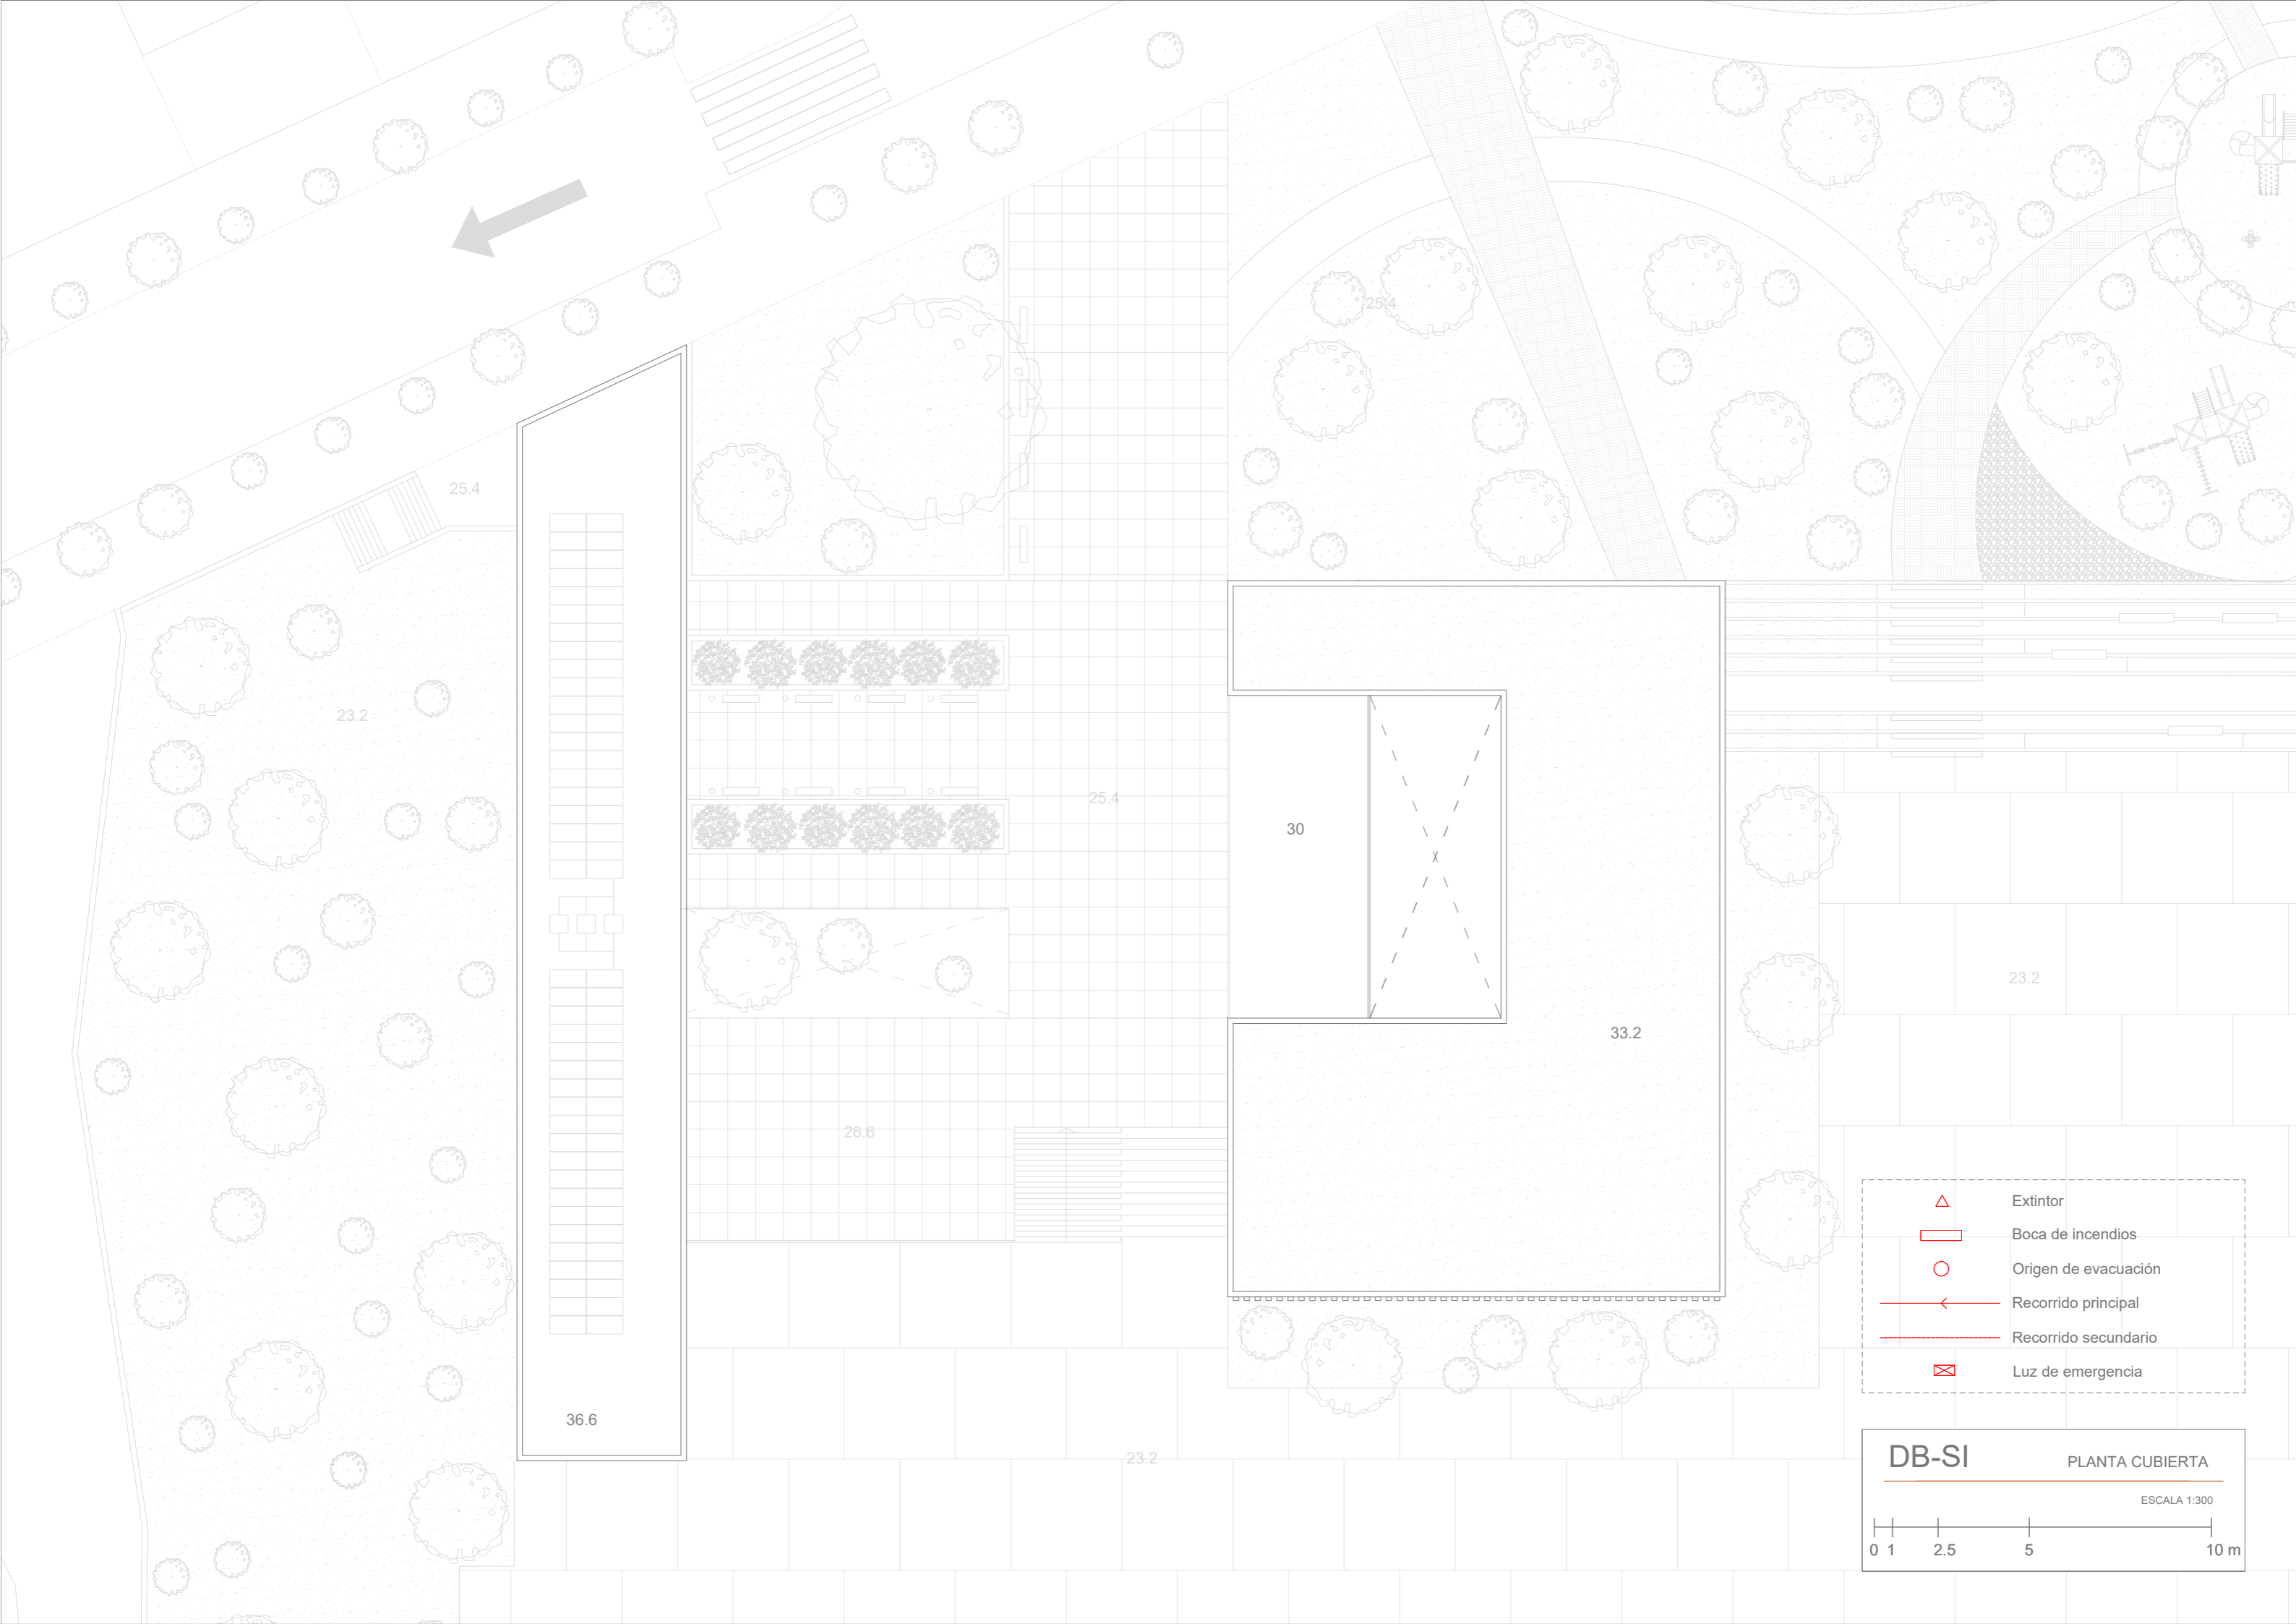 25.4
25.4
23.2
25.4
30
23.2
33.2
26.6
36.6
23.2
Extintor
Boca de incendios
Origen de evacuación
Recorrido principal
Recorrido secundario
Luz de emergencia
DB-SI PLANTA CUBIERTA
ESCALA 1:300
0 1 2.5 5 10 m